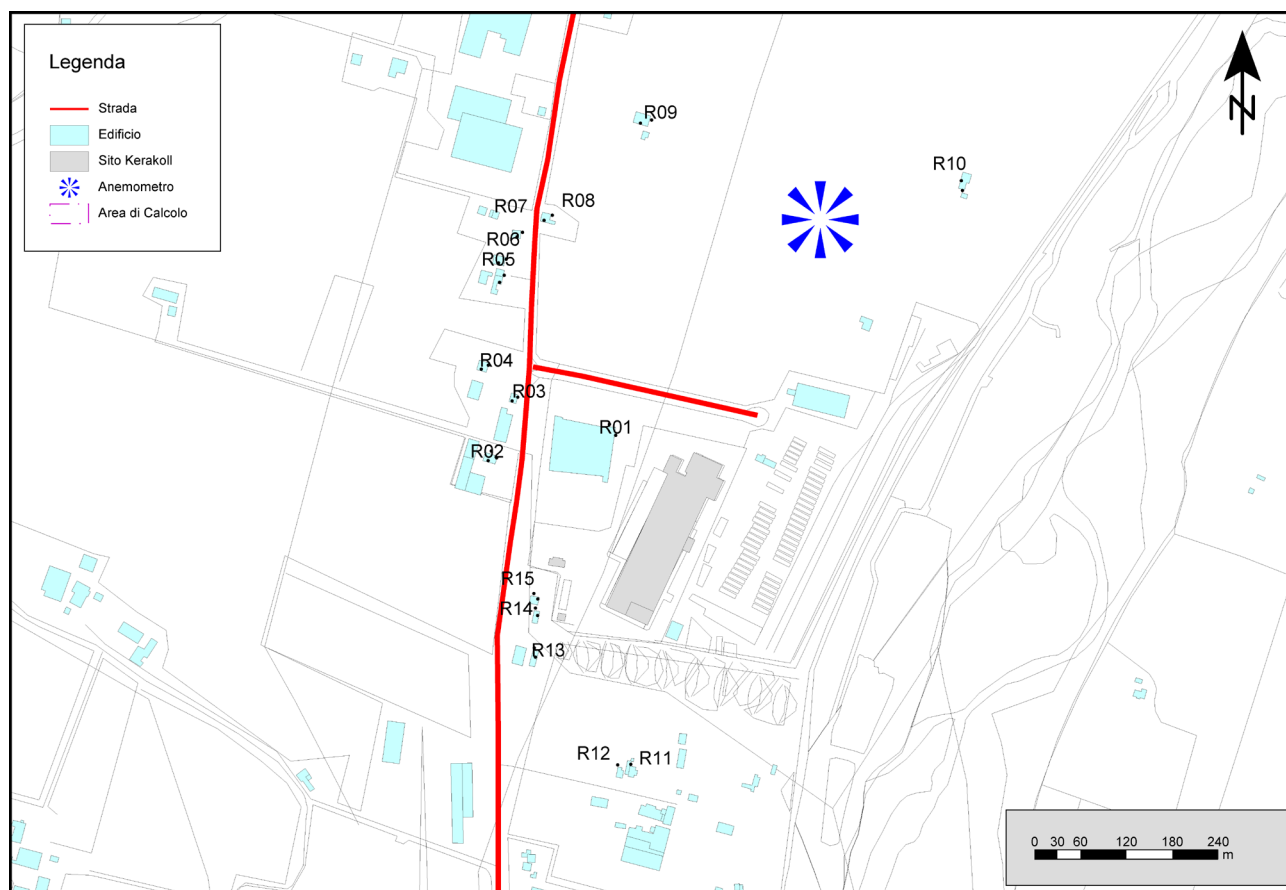 Legenda
Strada
Edificio
Sito Kerakoll
Anemometro
Area di Calcolo
N
R09
R10
R07
R08
R06
R05
R04
R03
R01
R02
R15
R14
R13
R12
R11
0 30 60 120 180 240
m